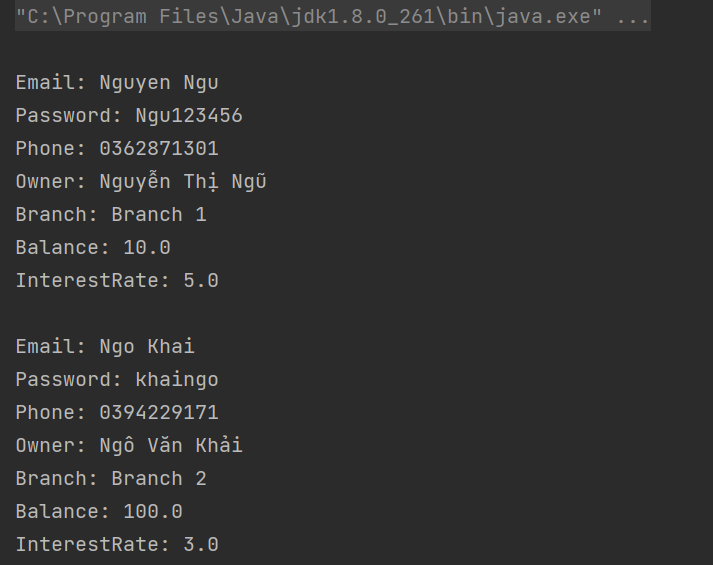 "C:\Program Files\Java\jdk1.8.0_261\bin\java.exe" ...
Email: Nguyen Ngu
Password: Ngu123456
Phone: 0362871301
Owner: Nguyễn Thị Ngũ
Branch: Branch 1
Balance: 10.0
InterestRate: 5.0
Email: Ngo Khai
Password: khaingo
Phone: 0394229171
Owner: Ngô Văn Khải
Branch: Branch 2
Balance: 100.0
InterestRate: 3.0